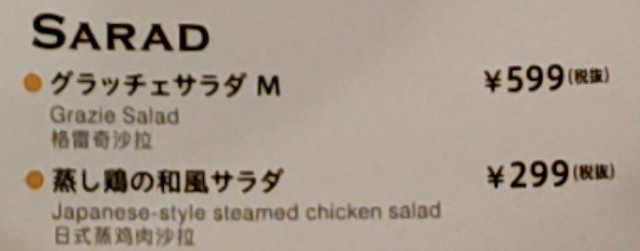 SARAD
グラッチェサラダ M ¥599(税抜)
Grazie Salad
格雷奇沙拉
蒸し鶏の和風サラダ ¥299(税抜)
Japanese-style steamed chicken salad
日式蒸鸡肉沙拉